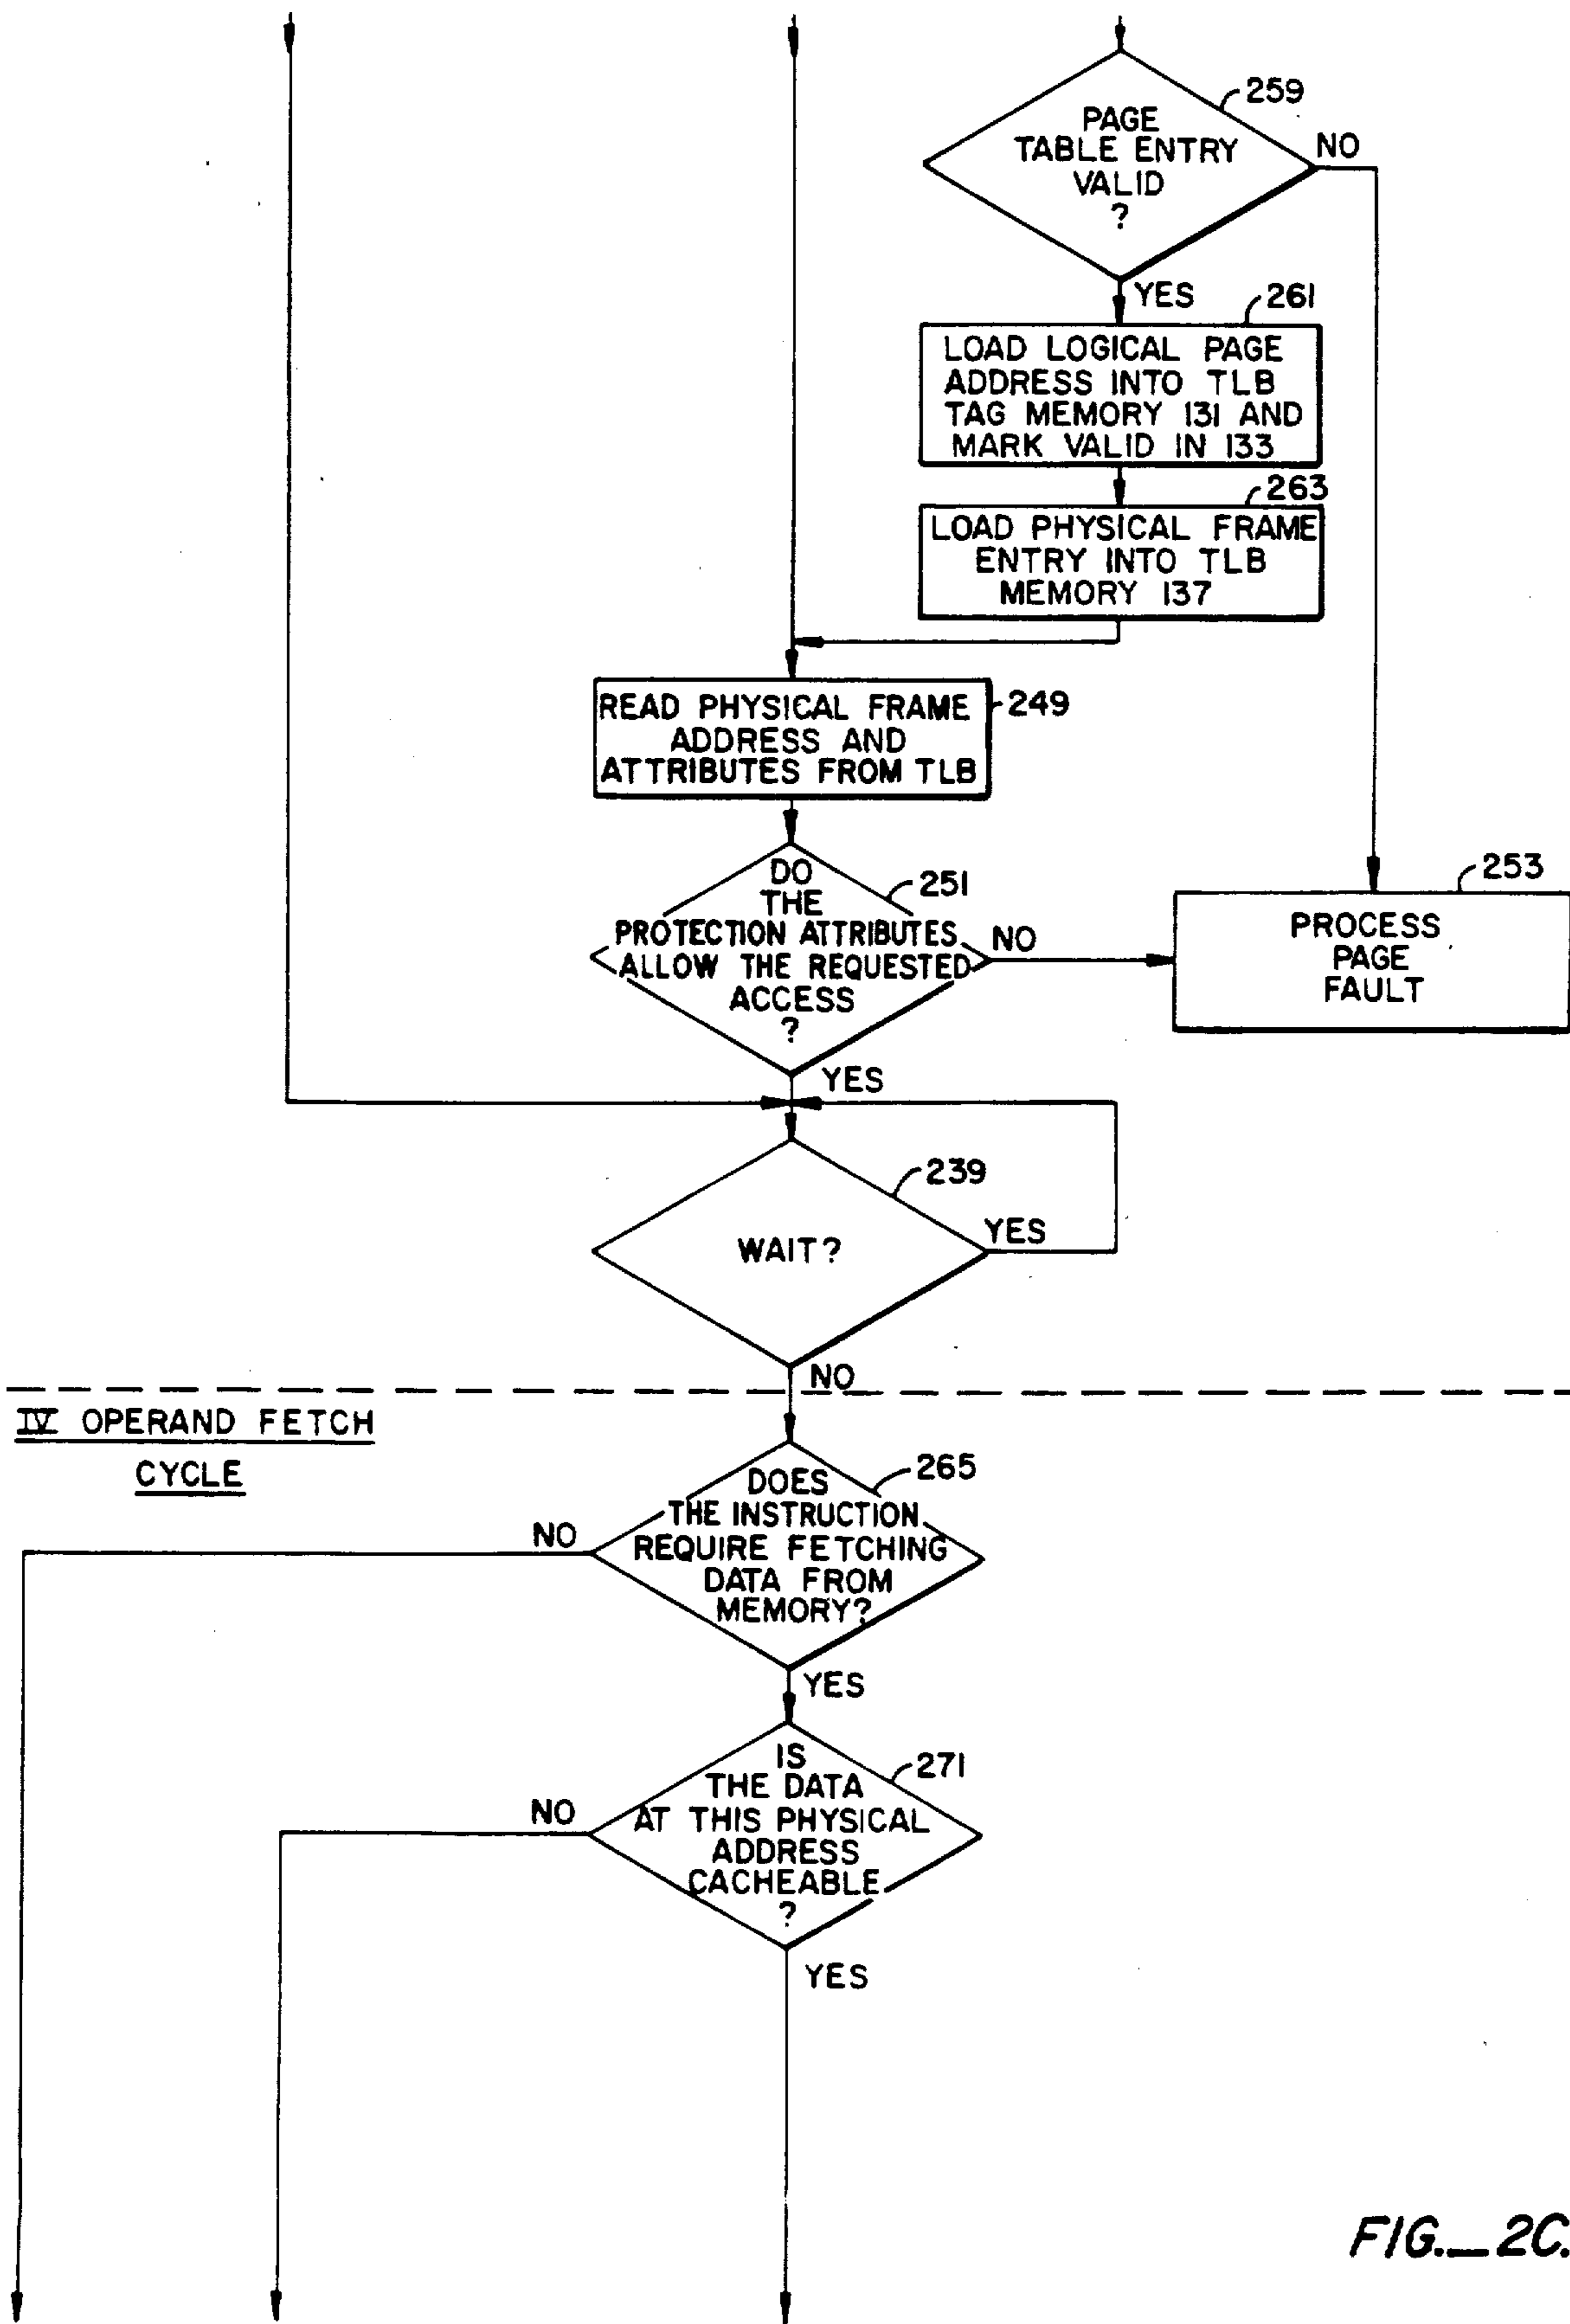 259
PAGE
TABLE ENTRY
VALID
?
NO
YES
261
LOAD LOGICAL PAGE
ADDRESS INTO TLB
TAG MEMORY 131 AND
MARK VALID IN 133
263
LOAD PHYSICAL FRAME
ENTRY INTO TLB
MEMORY 137
249
READ PHYSICAL FRAME
ADDRESS AND
ATTRIBUTES FROM TLB
251
DO
THE
PROTECTION ATTRIBUTES
ALLOW THE REQUESTED
ACCESS
?
NO
253
PROCESS
PAGE
FAULT
YES
239
WAIT?
YES
NO
IV OPERAND FETCH
CYCLE
265
DOES
THE INSTRUCTION
REQUIRE FETCHING
DATA FROM
MEMORY?
NO
YES
271
IS
THE DATA
AT THIS PHYSICAL
ADDRESS
CACHEABLE
?
NO
YES
FIG._2C.